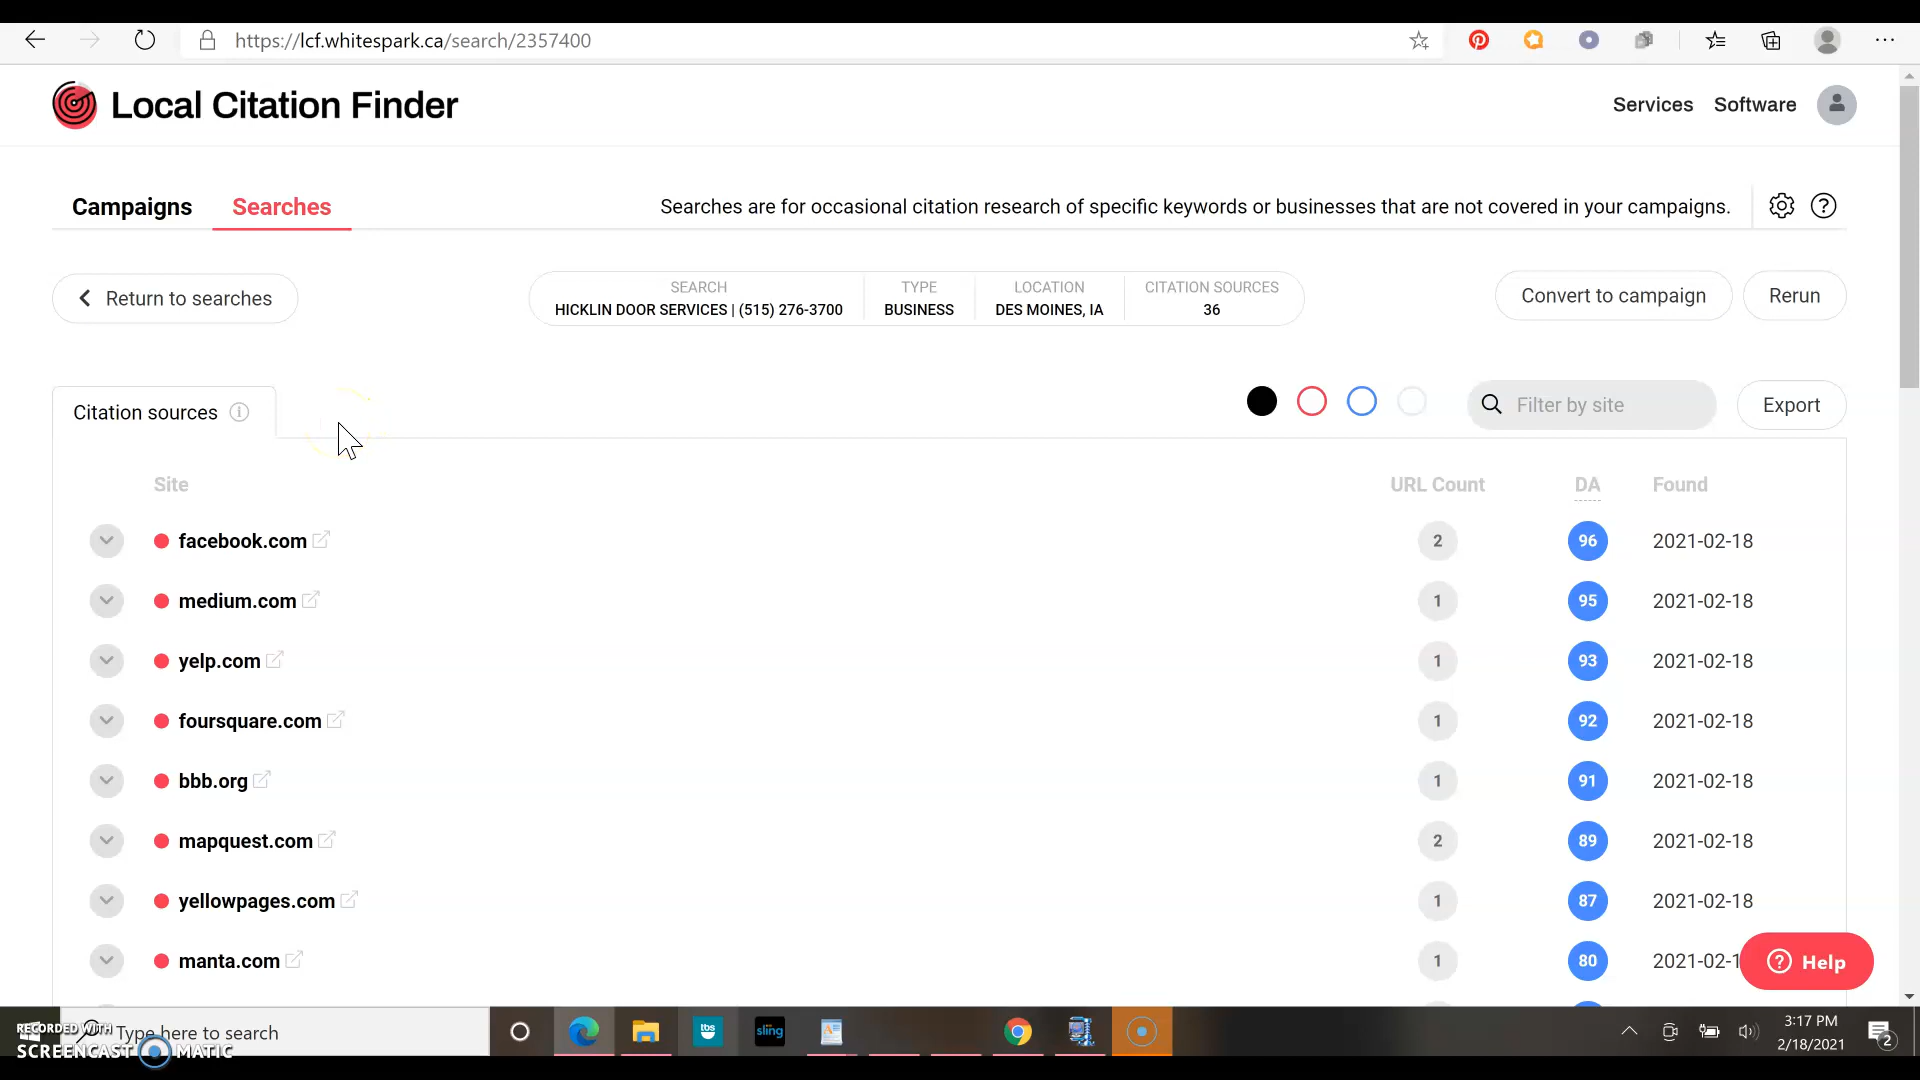 https://lcf.whitespark.ca/search/2357400
Local Citation Finder
Services Software
Campaigns Searches
Searches are for occasional citation research of specific keywords or businesses that are not covered in your campaigns.
Return to searches
SEARCH
HICKLIN DOOR SERVICES | (515) 276-3700
TYPE
BUSINESS
LOCATION
DES MOINES, IA
CITATION SOURCES
36
Convert to campaign
Rerun
Citation sources
Filter by site
Export
Site URL Count DA Found
facebook.com 2 96 2021-02-18
medium.com 1 95 2021-02-18
yelp.com 1 93 2021-02-18
foursquare.com 1 92 2021-02-18
bbb.org 1 91 2021-02-18
mapquest.com 2 89 2021-02-18
yellowpages.com 1 87 2021-02-18
manta.com 1 80 2021-02-1
Help
RECORDED WITH
SCREENCAST MATIC
Type here to search
tbs
sling
3:17 PM
2/18/2021
2